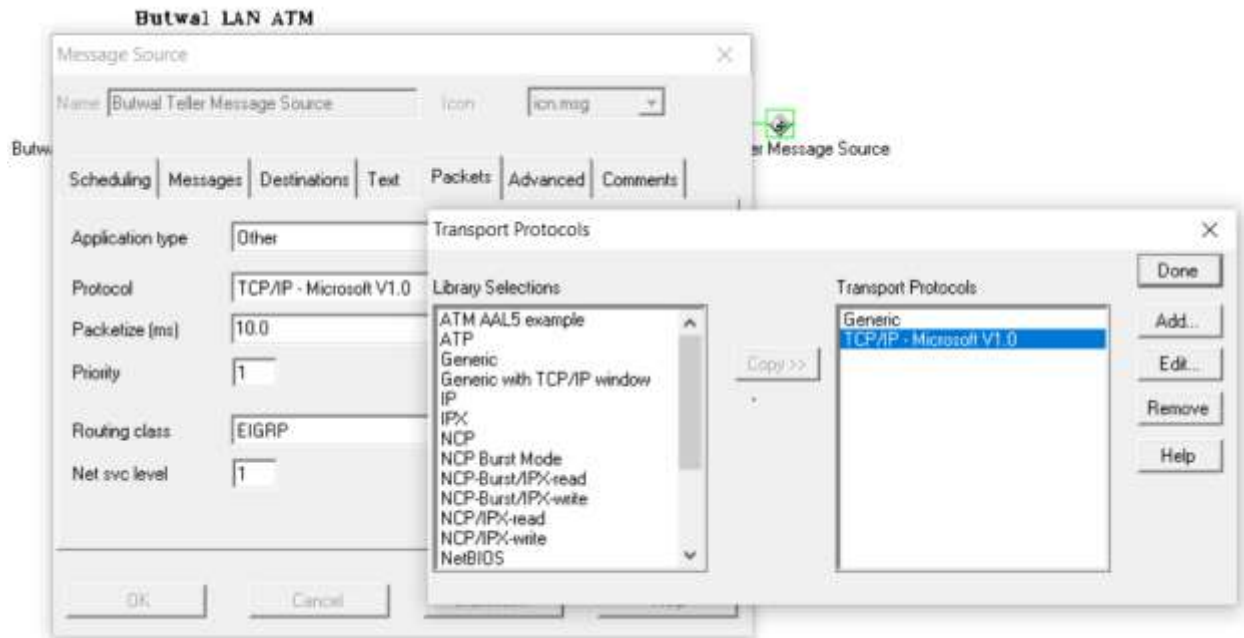 Butwal LAN ATM
Message Source
Name Butwal Teller Message Source Icon icn.msg
Butwa
er Message Source
Scheduling Messages Destinations Text Packets Advanced Comments
Application type Other
Protocol TCP/IP - Microsoft V1.0
Packetize (ms) 10.0
Priority 1
Routing class EIGRP
Net svc level 1
OK Cancel
Transport Protocols
Library Selections
ATM AAL5 example
ATP
Generic
Generic with TCP/IP window
IP
IPX
NCP
NCP Burst Mode
NCP-Burst/IPX-read
NCP-Burst/IPX-write
NCP/IPX-read
NCP/IPX-write
NetBIOS
Copy >>
Transport Protocols
Generic
TCP/IP - Microsoft V1.0
Done
Add...
Edit...
Remove
Help